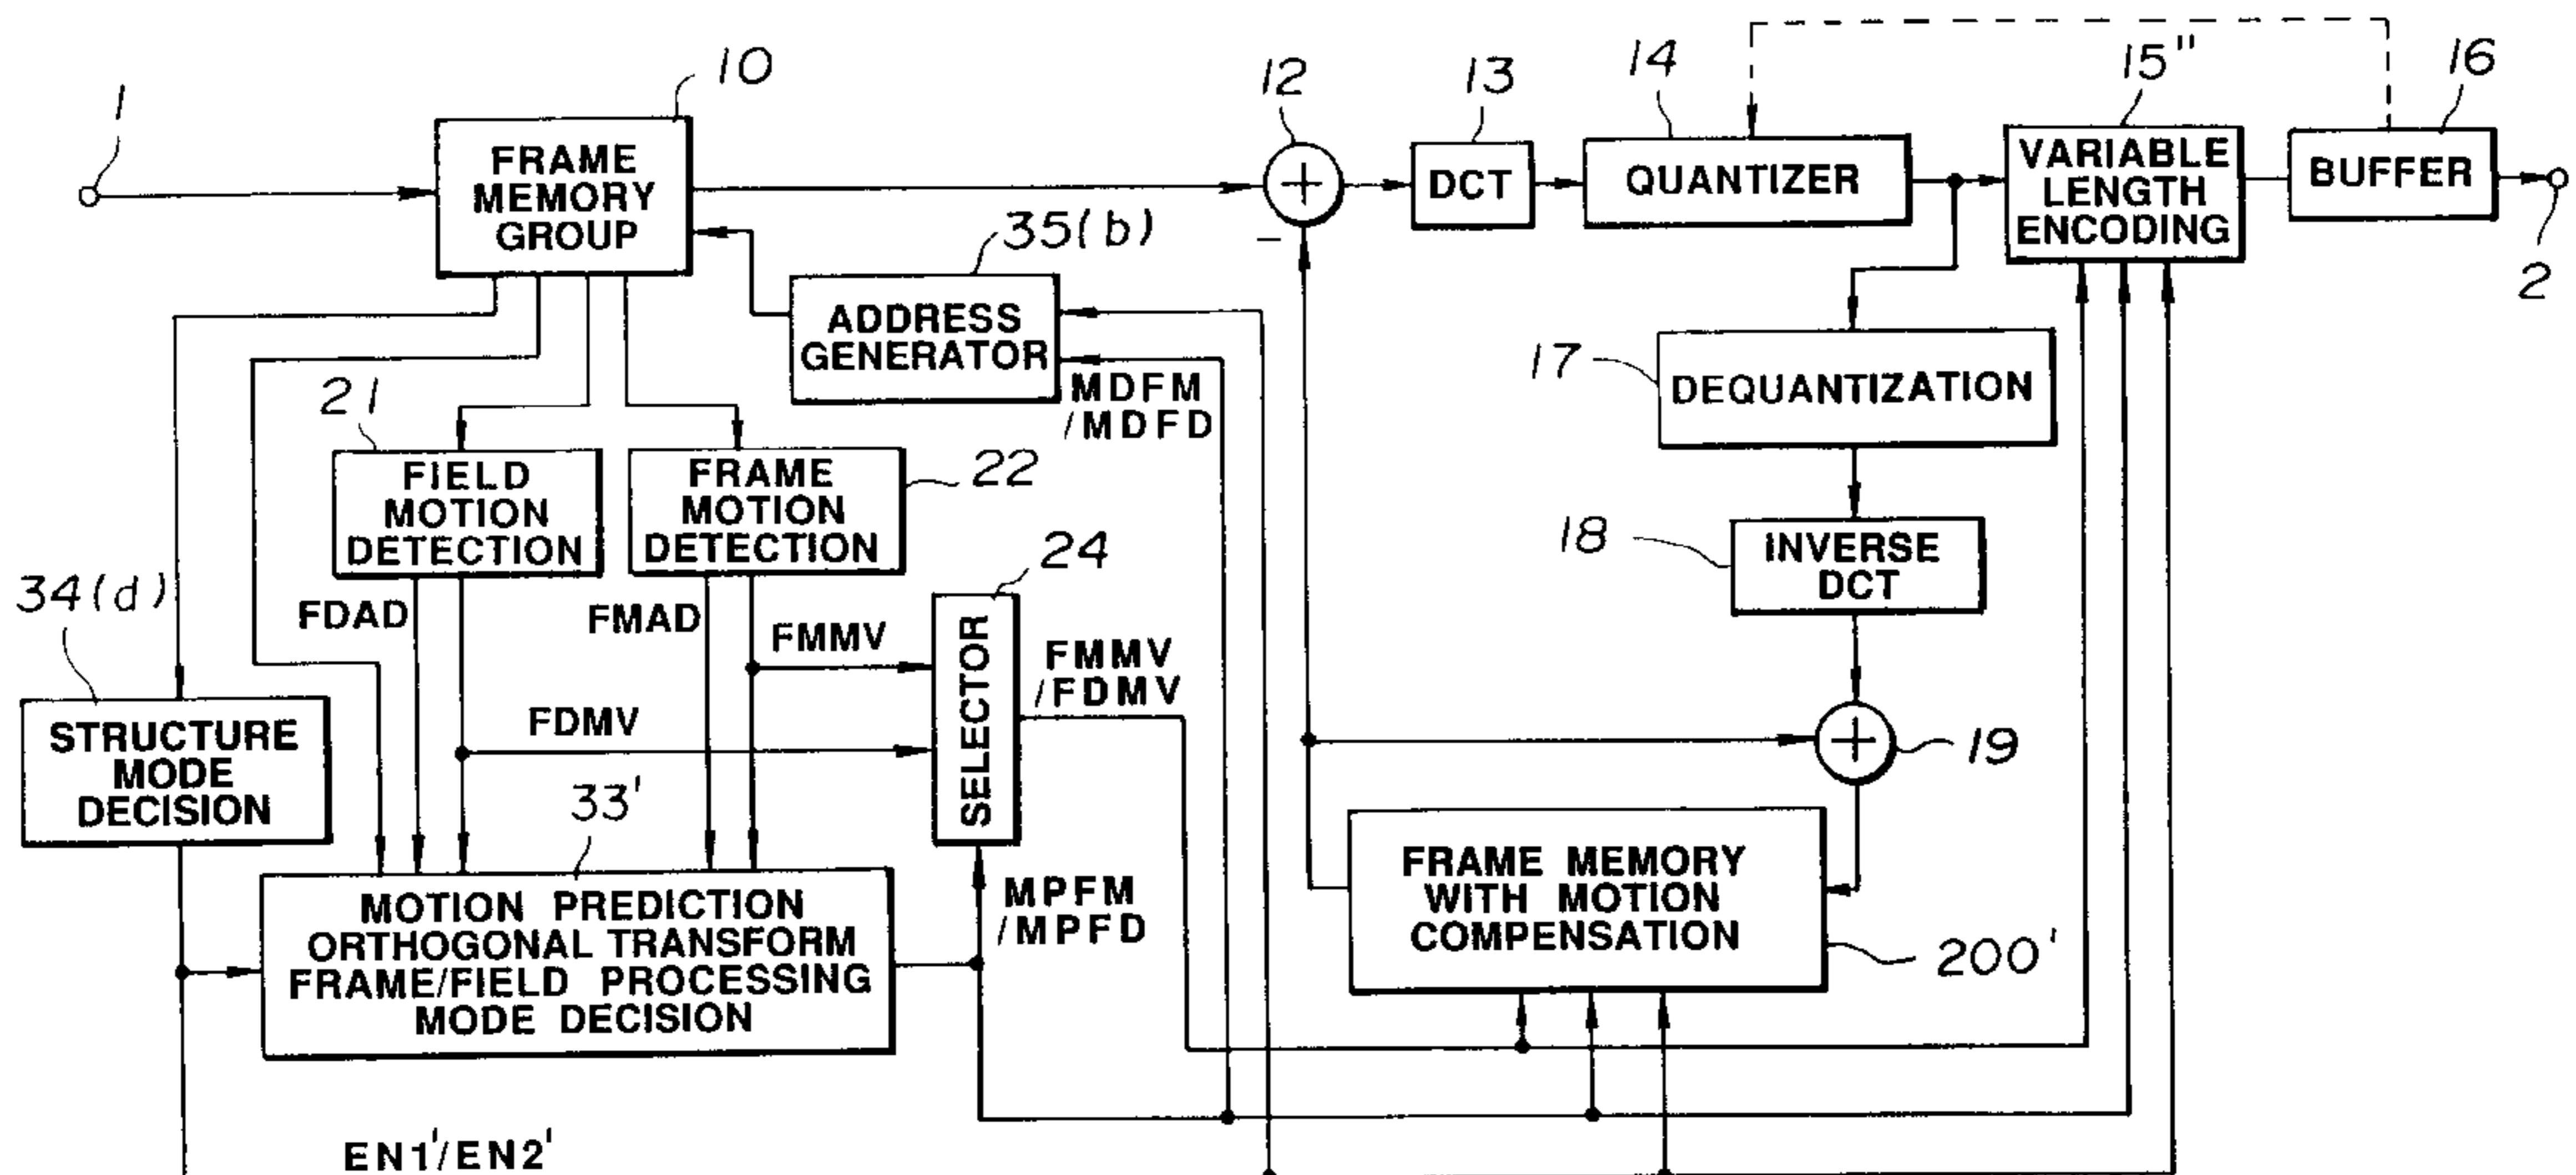 1
10
FRAME
MEMORY
GROUP
12
+
−
13
DCT
14
QUANTIZER
15"
VARIABLE
LENGTH
ENCODING
16
BUFFER
2
35(b)
ADDRESS
GENERATOR
MDFM
/MDFD
17
DEQUANTIZATION
21
FIELD
MOTION
DETECTION
FRAME
MOTION
DETECTION
22
18
INVERSE
DCT
24
SELECTOR
34(d)
STRUCTURE
MODE
DECISION
FDAD
FMAD
FMMV
FDMV
FMMV
/FDMV
+
19
33'
MOTION PREDICTION
ORTHOGONAL TRANSFORM
FRAME/FIELD PROCESSING
MODE DECISION
MPFM
/MPFD
FRAME MEMORY
WITH MOTION
COMPENSATION
200'
EN1'/EN2'